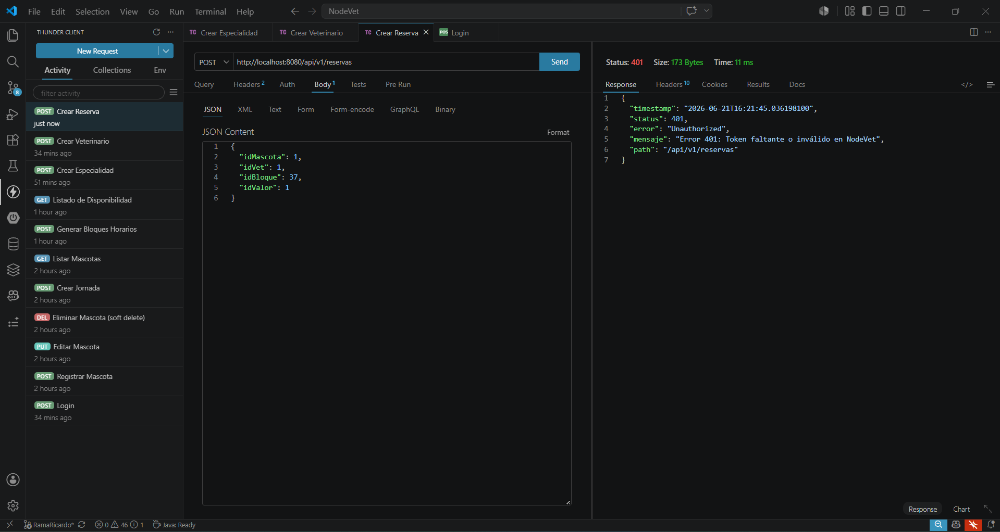 File Edit Selection View Go Run Terminal Help
NodeVet
THUNDER CLIENT
New Request
Activity Collections Env
filter activity
POST Crear Reserva
just now
POST Crear Veterinario
34 mins ago
POST Crear Especialidad
51 mins ago
GET Listado de Disponibilidad
1 hour ago
POST Generar Bloques Horarios
1 hour ago
GET Listar Mascotas
2 hours ago
POST Crear Jornada
2 hours ago
DEL Eliminar Mascota (soft delete)
2 hours ago
PUT Editar Mascota
2 hours ago
POST Registrar Mascota
2 hours ago
POST Login
34 mins ago
8
TC Crear Especialidad
TC Crear Veterinario
TC Crear Reserva
POS Login
POST http://localhost:8080/api/v1/reservas Send
Query Headers 2 Auth Body 1 Tests Pre Run
JSON XML Text Form Form-encode GraphQL Binary
JSON Content Format
1 {
2 "idMascota": 1,
3 "idVet": 1,
4 "idBloque": 37,
5 "idValor": 1
6 }
Status: 401 Size: 173 Bytes Time: 11 ms
Response Headers 10 Cookies Results Docs </>
1 {
2 "timestamp": "2026-06-21T16:21:45.036198100",
3 "status": 401,
4 "error": "Unauthorized",
5 "mensaje": "Error 401: Token faltante o inválido en NodeVet",
6 "path": "/api/v1/reservas"
7 }
Response Chart
RamaRicardo* 0 46 1 Java: Ready